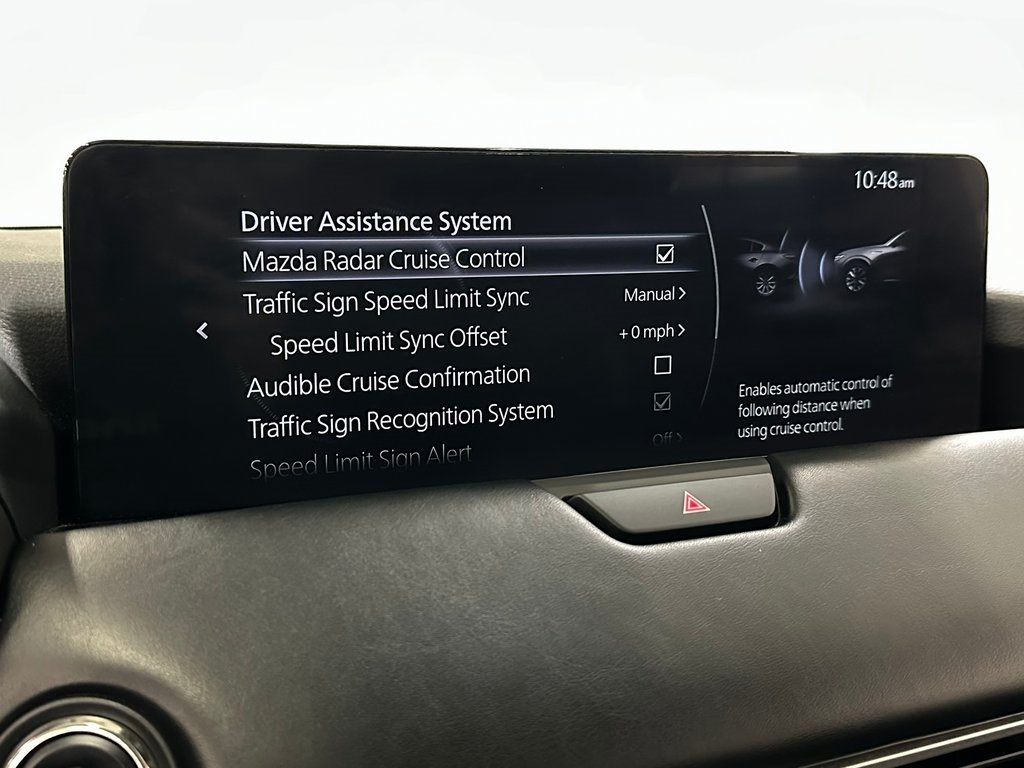 10:48am
Driver Assistance System
Mazda Radar Cruise Control
Traffic Sign Speed Limit Sync Manual
Speed Limit Sync Offset +0 mph
Audible Cruise Confirmation
Traffic Sign Recognition System
Speed Limit Sign Alert Off
Enables automatic control of
following distance when
using cruise control.